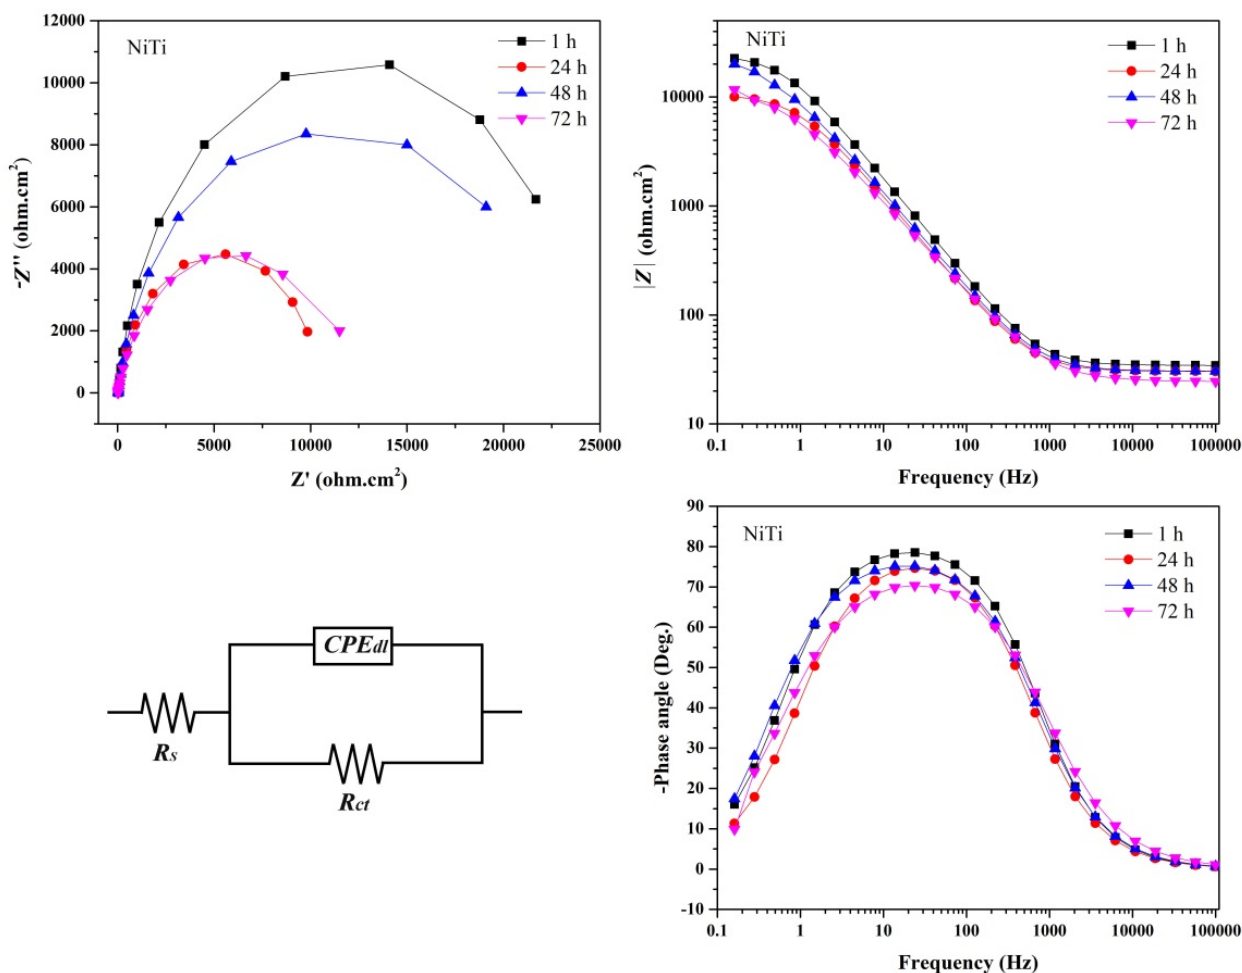 12000
10000
8000
6000
4000
2000
0
-Z'' (ohm.cm²)
NiTi
1 h
24 h
48 h
72 h
0 5000 10000 15000 20000 25000
Z' (ohm.cm²)
10000
1000
100
10
|Z| (ohm.cm²)
NiTi
1 h
24 h
48 h
72 h
0.1 1 10 100 1000 10000 100000
Frequency (Hz)
CPEdl
Rs
Rct
90
80
70
60
50
40
30
20
10
0
-10
-Phase angle (Deg.)
NiTi
1 h
24 h
48 h
72 h
0.1 1 10 100 1000 10000 100000
Frequency (Hz)